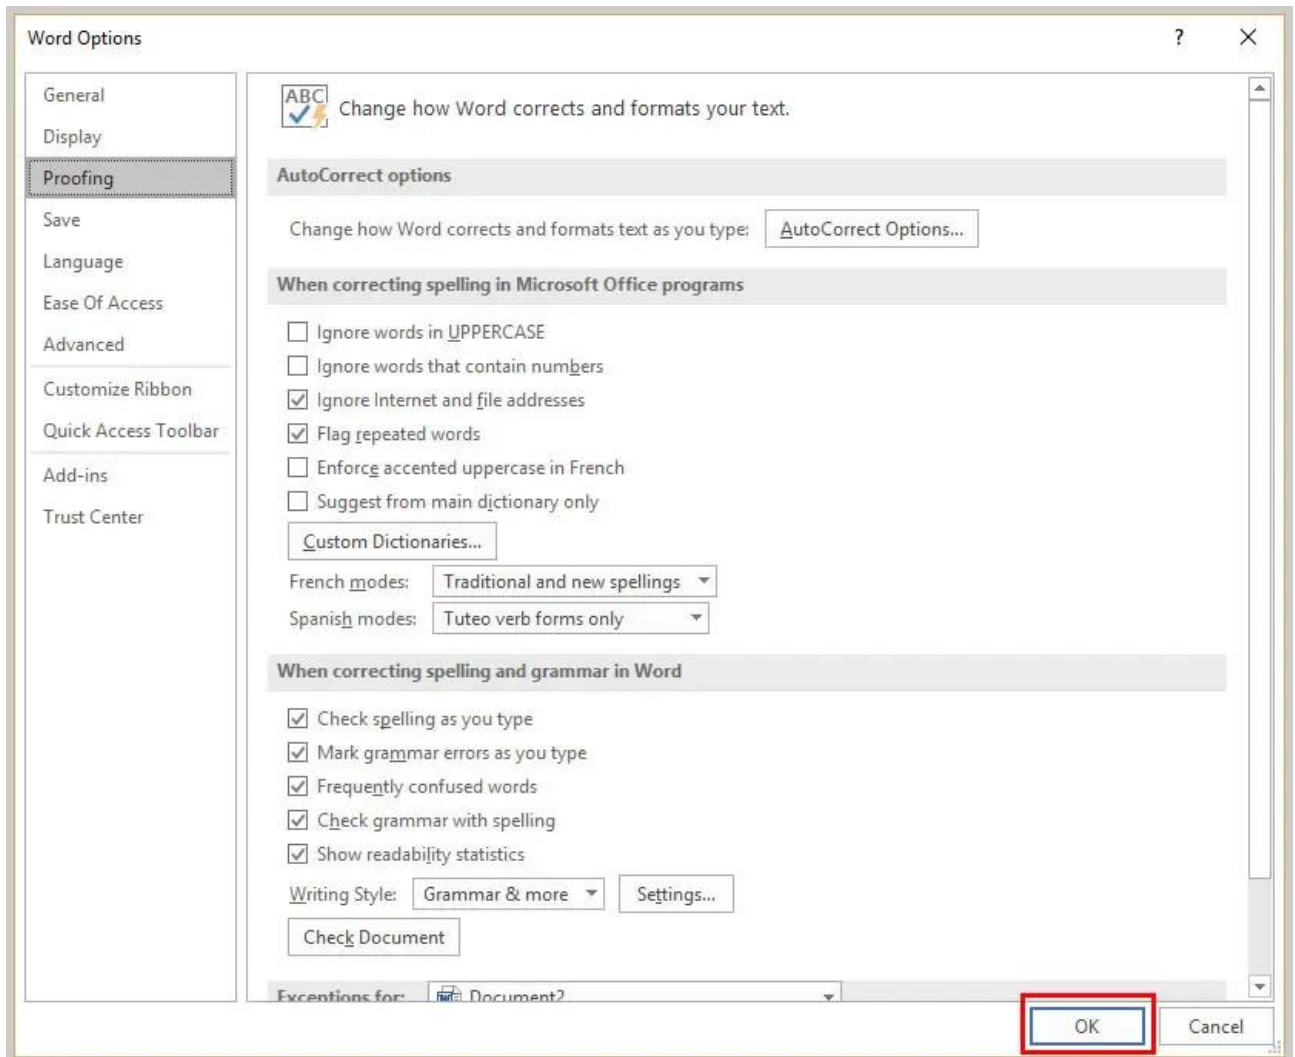 Word Options
?
General
Display
Proofing
Save
Language
Ease Of Access
Advanced
Customize Ribbon
Quick Access Toolbar
Add-ins
Trust Center
ABC
Change how Word corrects and formats your text.
AutoCorrect options
Change how Word corrects and formats text as you type: AutoCorrect Options...
When correcting spelling in Microsoft Office programs
Ignore words in UPPERCASE
Ignore words that contain numbers
Ignore Internet and file addresses
Flag repeated words
Enforce accented uppercase in French
Suggest from main dictionary only
Custom Dictionaries...
French modes: Traditional and new spellings
Spanish modes: Tuteo verb forms only
When correcting spelling and grammar in Word
Check spelling as you type
Mark grammar errors as you type
Frequently confused words
Check grammar with spelling
Show readability statistics
Writing Style: Grammar & more Settings...
Check Document
Exceptions for: Document2
OK Cancel